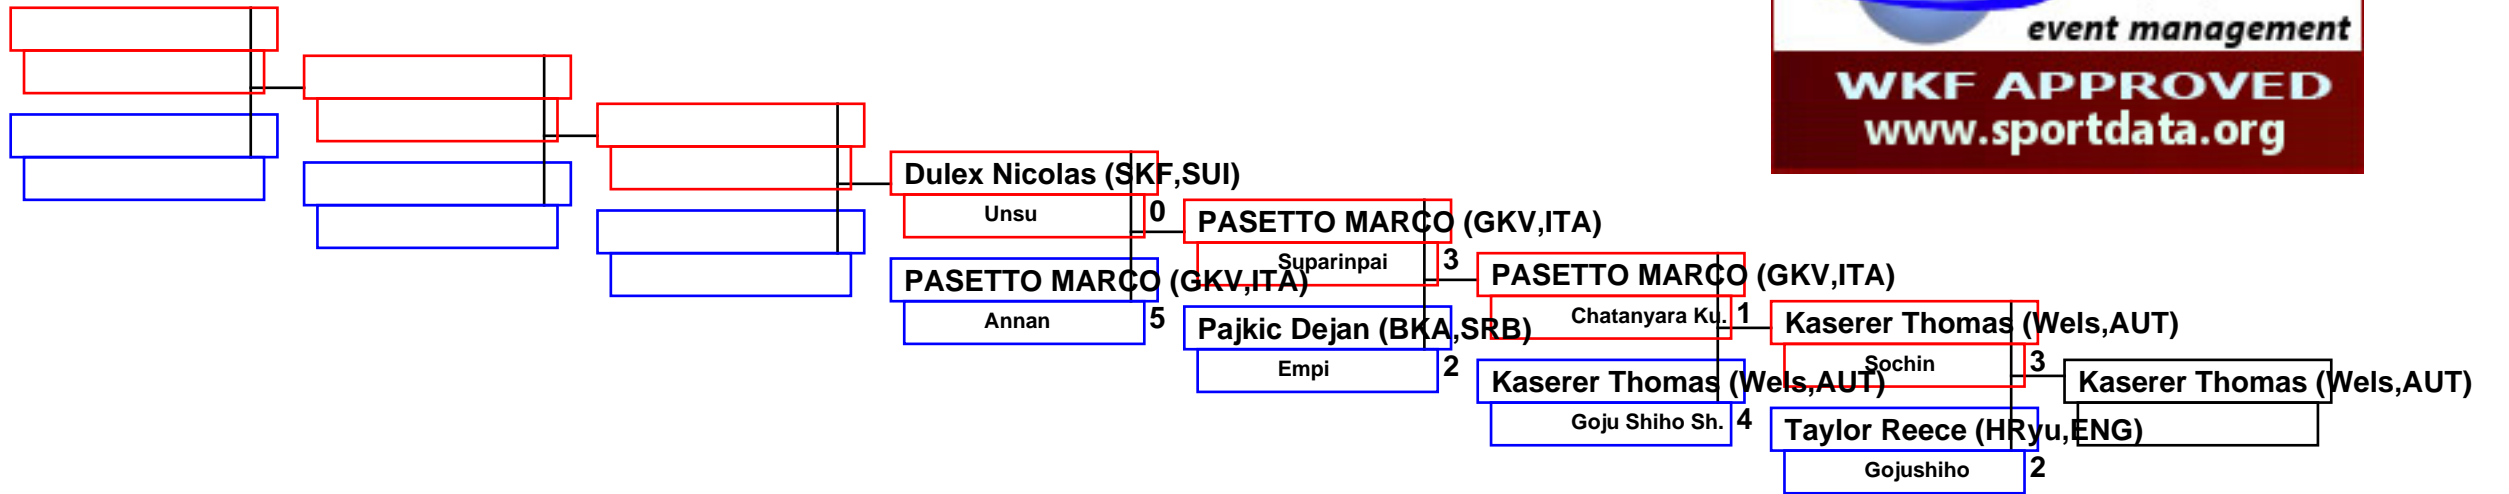 event management
WKF APPROVED
www.sportdata.org
Dulex Nicolas (SKF,SUI)
Unsu 0
PASETTO MARCO (GKV,ITA)
Annan 5
PASETTO MARCO (GKV,ITA)
Suparinpai 3
Pajkic Dejan (BKA,SRB)
Empi 2
PASETTO MARCO (GKV,ITA)
Chatanyara Ku. 1
Kaserer Thomas (Wels,AUT)
Goju Shiho Sh. 4
Kaserer Thomas (Wels,AUT)
Sochin 3
Taylor Reece (HRyu,ENG)
Gojushiho 2
Kaserer Thomas (Wels,AUT)